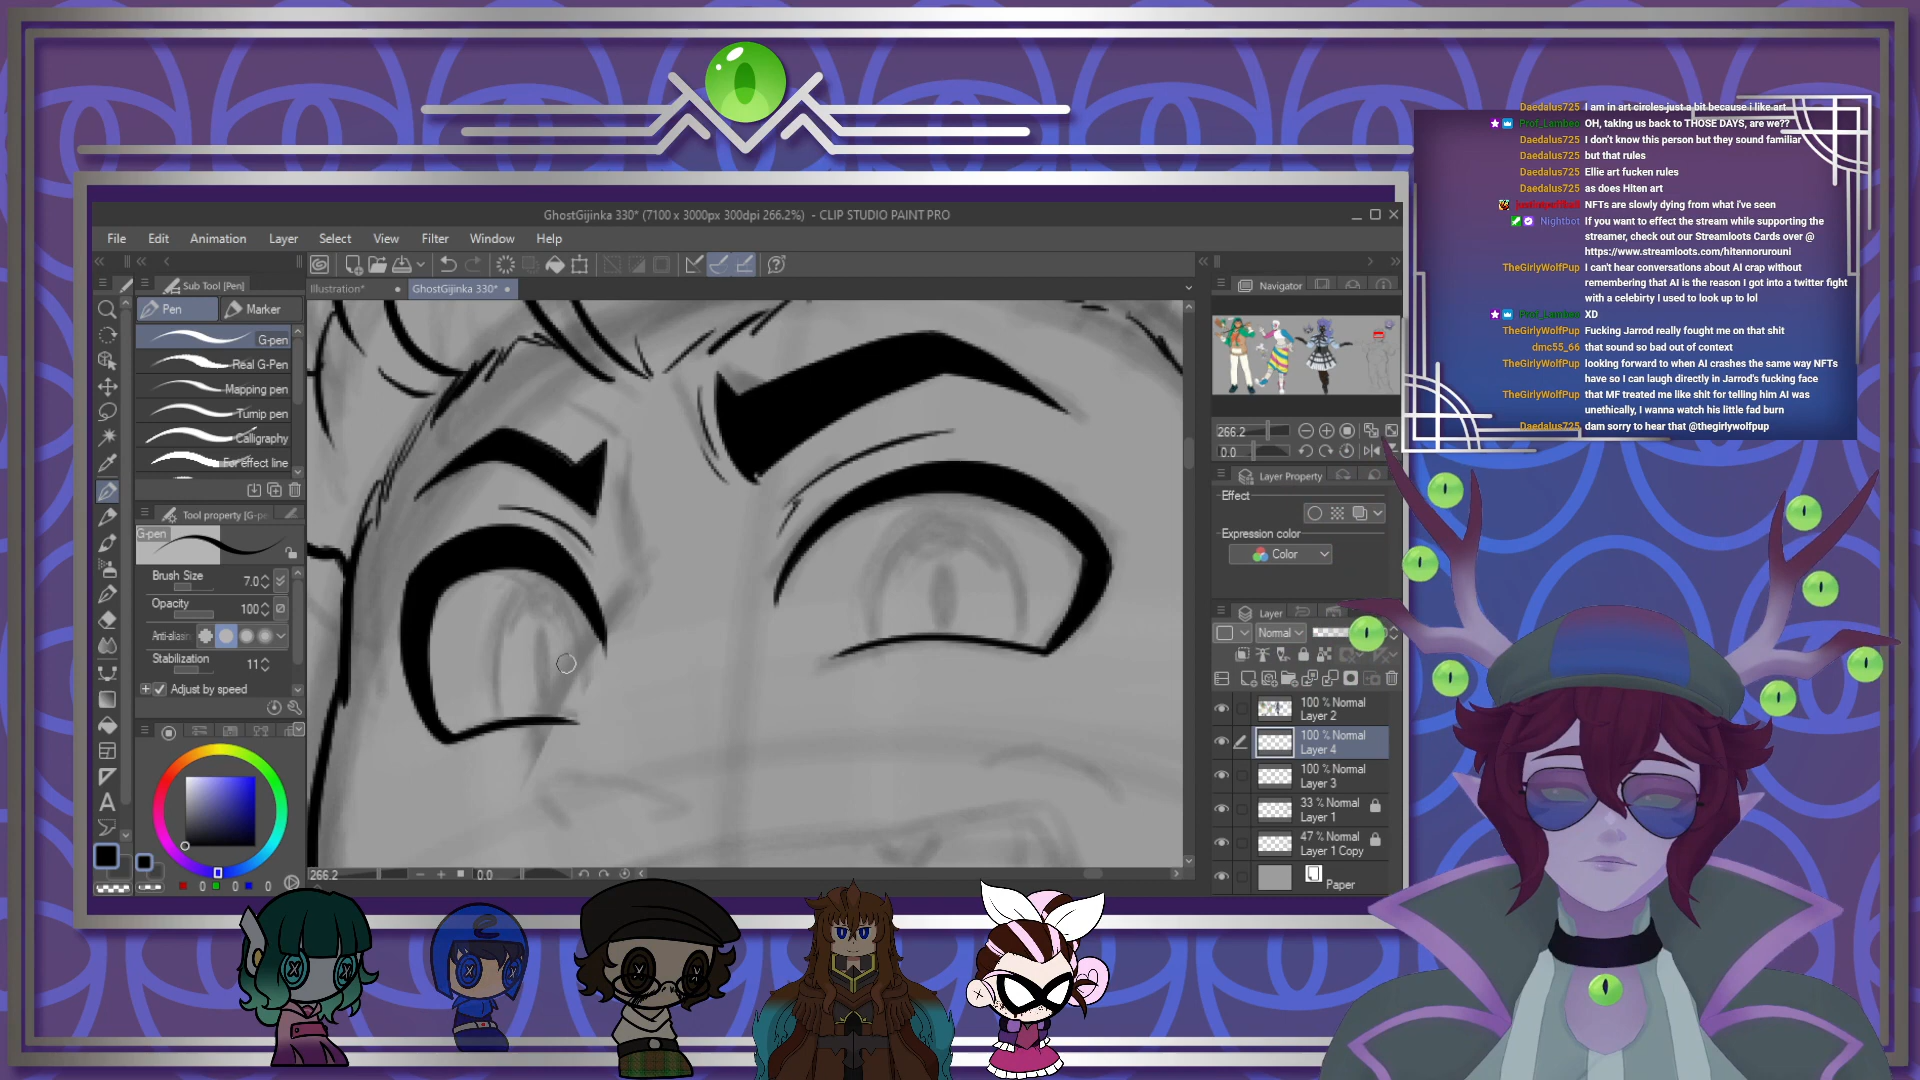 Daedalus725 I am in art circles just a bit because i like art
Prof_Lambeo OH, taking us back to THOSE DAYS, are we??
Daedalus725 I don't know this person but they sound familiar
Daedalus725 but that rules
Daedalus725 Ellie art fucken rules
Daedalus725 as does Hiten art
NFTs are slowly dying from what i've seen
Nightbot If you want to effect the stream while supporting the
streamer, check out our Streamloots Cards over @
https://www.streamloots.com/hitennorurouni
TheGirlyWolfPup I can't hear conversations about AI crap without
remembering that AI is the reason I got into a twitter fight
with a celebirty I used to look up to lol
Prof_Lambeo XD
TheGirlyWolfPup Fucking Jarrod really fought me on that shit
dmc55_66 that sound so bad out of context
TheGirlyWolfPup looking forward to when AI crashes the same way NFTs
have so I can laugh directly in Jarrod's fucking face
TheGirlyWolfPup that MF treated me like shit for telling him AI was
unethically, I wanna watch his little fad burn
Daedalus725 dam sorry to hear that @thegirlywolfpup
GhostGijinka 330* (7100 x 3000px 300dpi 266.2%) - CLIP STUDIO PAINT PRO
File Edit Animation Layer Select View Filter Window Help
Sub Tool [Pen]
Illustration* GhostGijinka 330*
Pen Marker
G-pen
Real G-Pen
Mapping pen
Turnip pen
Calligraphy
For effect line
Tool property [G-pe
G-pen
Brush Size 7.0
Opacity 100
Anti-aliasin
Stabilization 11
Adjust by speed
0 0 0
266.2 0.0
Navigator
266.2
0.0
Layer Property
Effect
Expression color
Color
Layer
Normal
100 % Normal
Layer 2
100 % Normal
Layer 4
100 % Normal
Layer 3
33 % Normal
Layer 1
47 % Normal
Layer 1 Copy
Paper